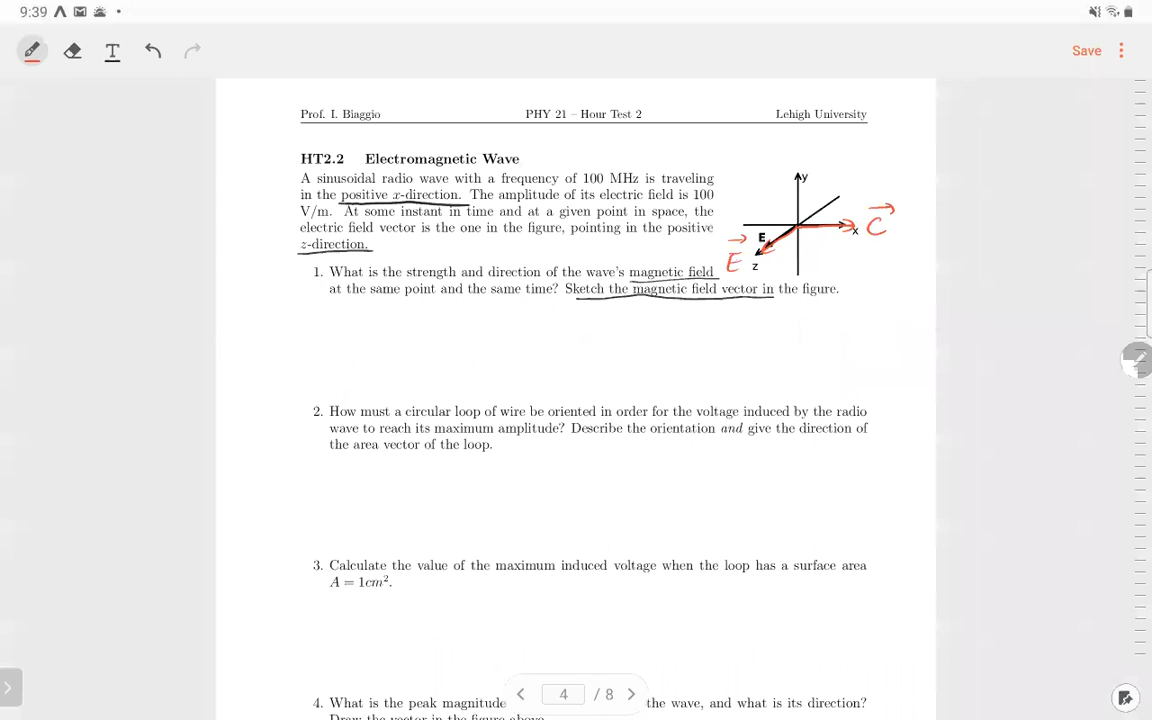 9:39
Save
Prof. I. Biaggio PHY 21 – Hour Test 2 Lehigh University
HT2.2 Electromagnetic Wave
A sinusoidal radio wave with a frequency of 100 MHz is traveling
in the positive x-direction. The amplitude of its electric field is 100
V/m. At some instant in time and at a given point in space, the
electric field vector is the one in the figure, pointing in the positive
z-direction.
y
x
C
E
E
z
1. What is the strength and direction of the wave's magnetic field
at the same point and the same time? Sketch the magnetic field vector in the figure.
2. How must a circular loop of wire be oriented in order for the voltage induced by the radio
wave to reach its maximum amplitude? Describe the orientation and give the direction of
the area vector of the loop.
3. Calculate the value of the maximum induced voltage when the loop has a surface area
A = 1cm².
4. What is the peak magnitude the wave, and what is its direction?
Draw the vector in the figure above.
4 / 8